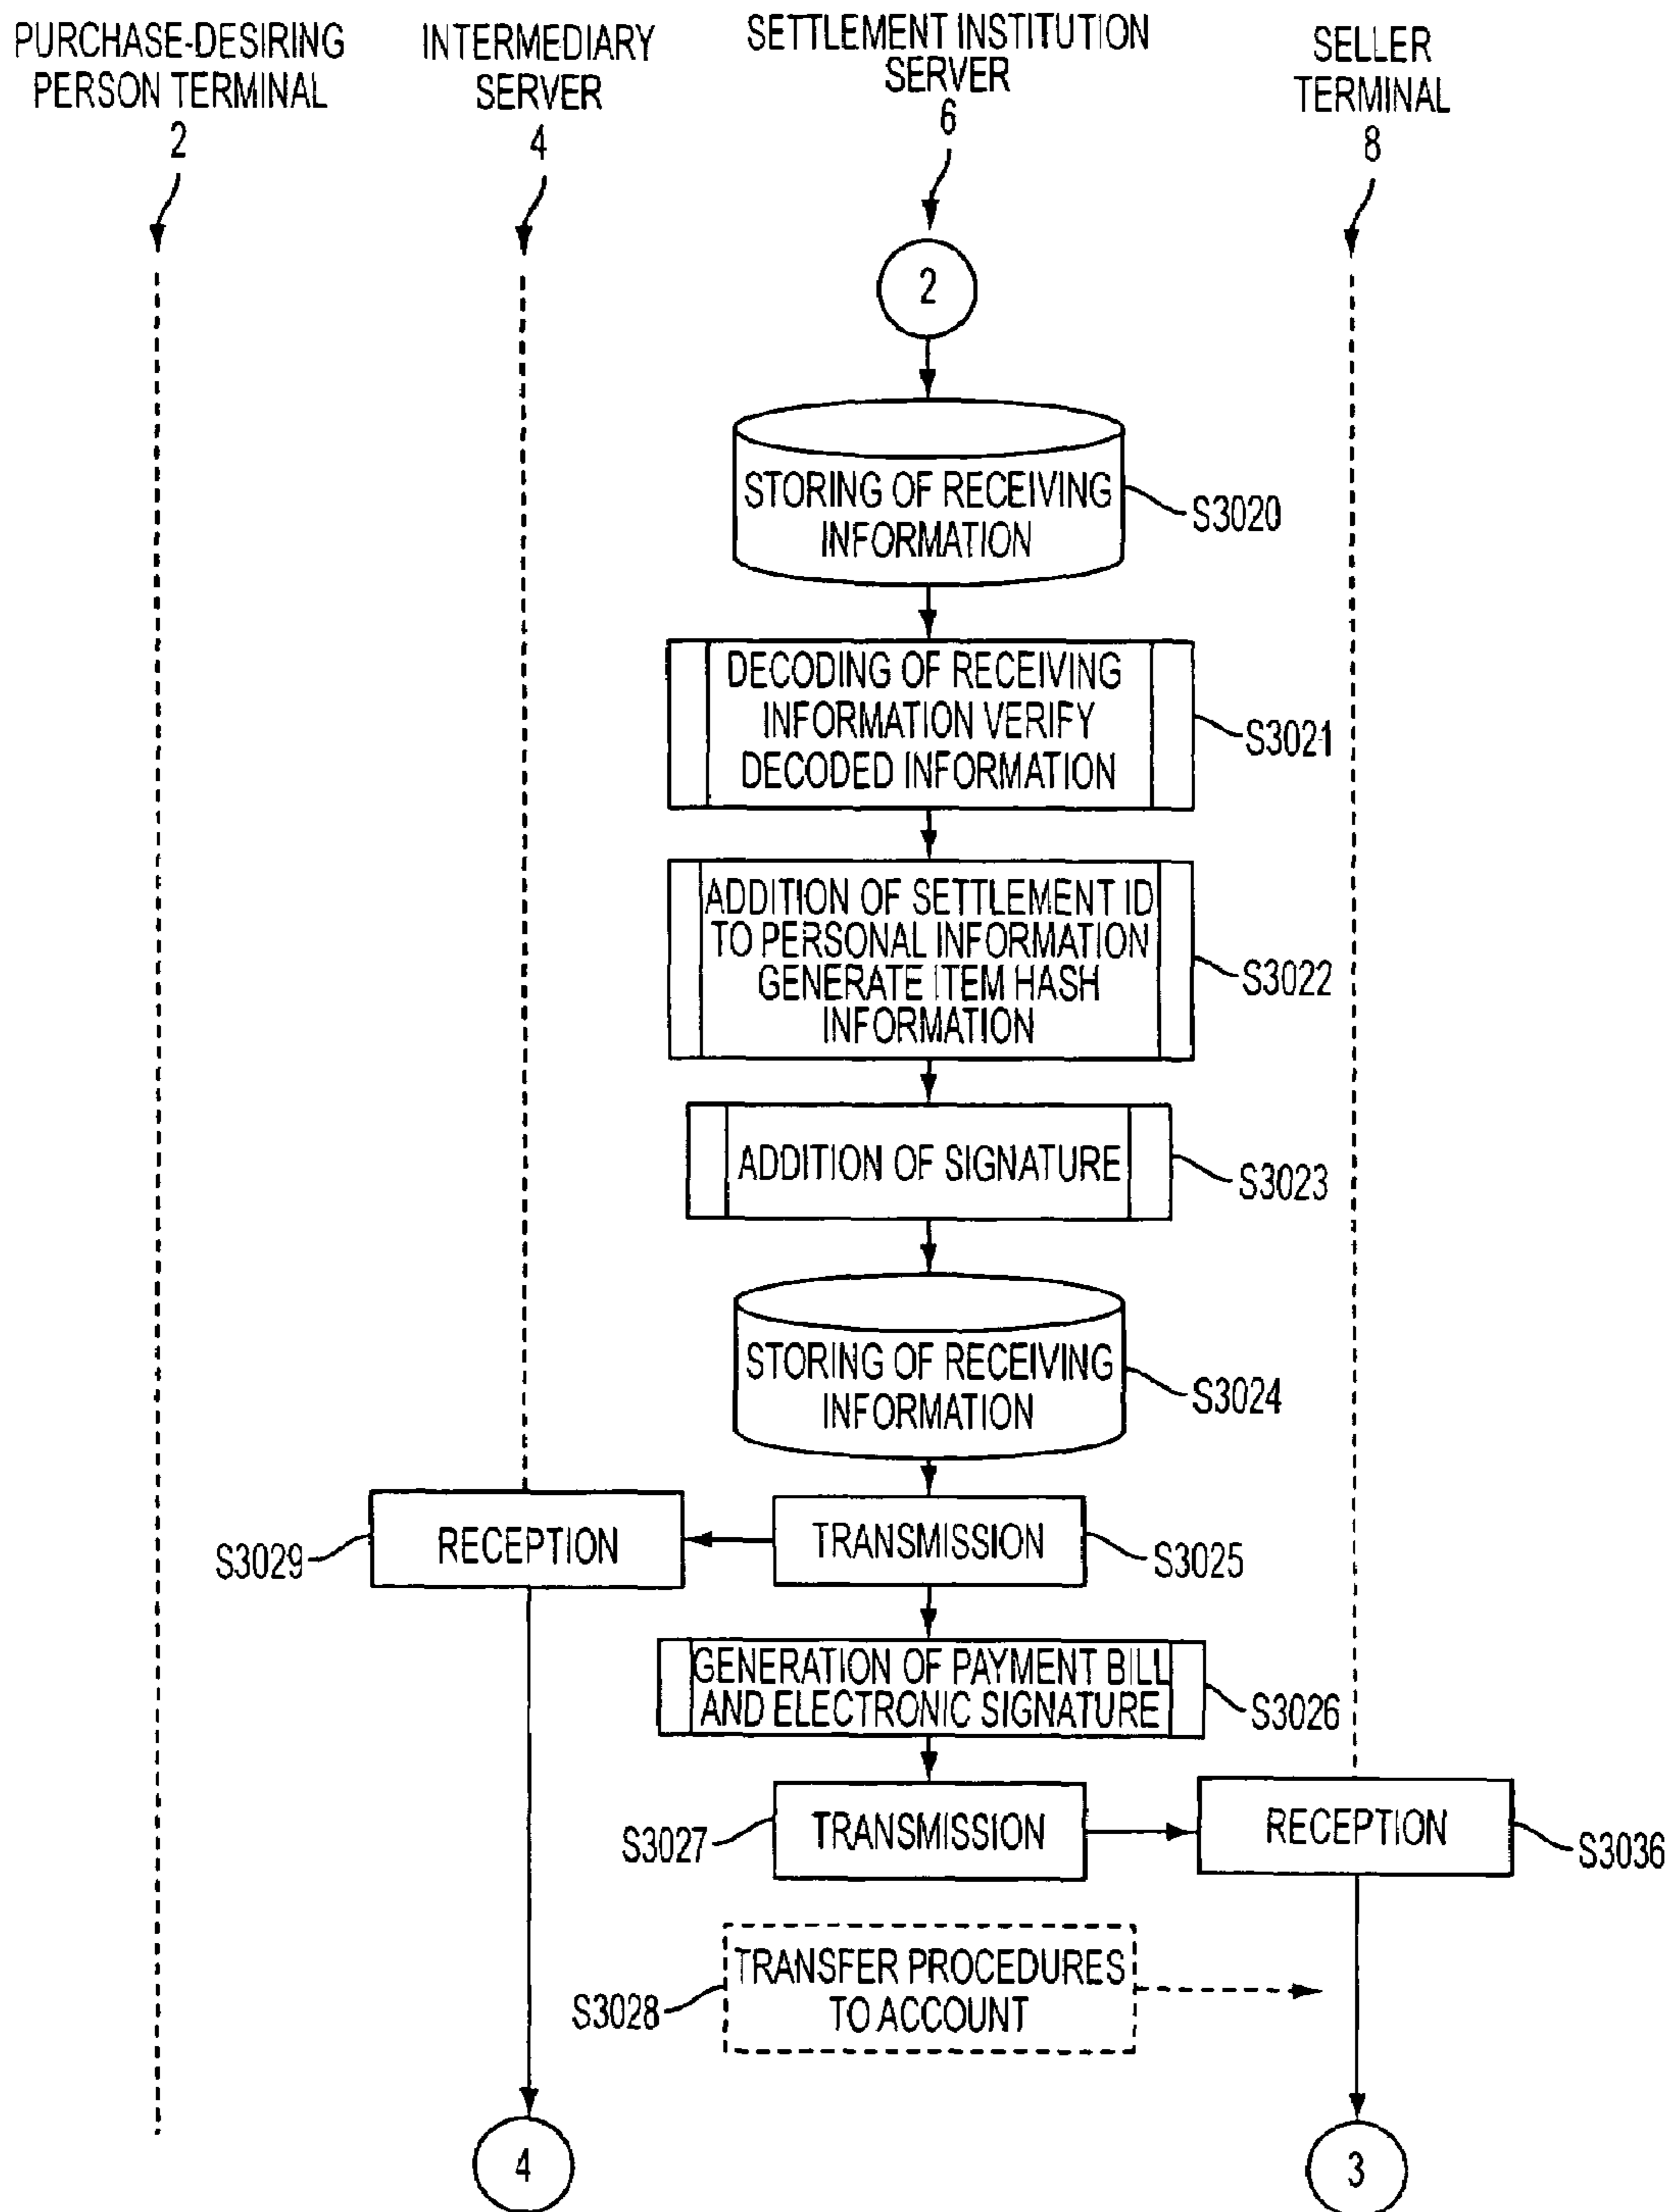 PURCHASE-DESIRING
PERSON TERMINAL
2
INTERMEDIARY
SERVER
4
SETTLEMENT INSTITUTION
SERVER
6
SELLER
TERMINAL
8
2
STORING OF RECEIVING
INFORMATION
S3020
DECODING OF RECEIVING
INFORMATION VERIFY
DECODED INFORMATION
S3021
ADDITION OF SETTLEMENT ID
TO PERSONAL INFORMATION
GENERATE ITEM HASH
INFORMATION
S3022
ADDITION OF SIGNATURE
S3023
STORING OF RECEIVING
INFORMATION
S3024
S3029
RECEPTION
TRANSMISSION
S3025
GENERATION OF PAYMENT BILL
AND ELECTRONIC SIGNATURE
S3026
S3027
TRANSMISSION
RECEPTION
S3036
S3028
TRANSFER PROCEDURES
TO ACCOUNT
4
3